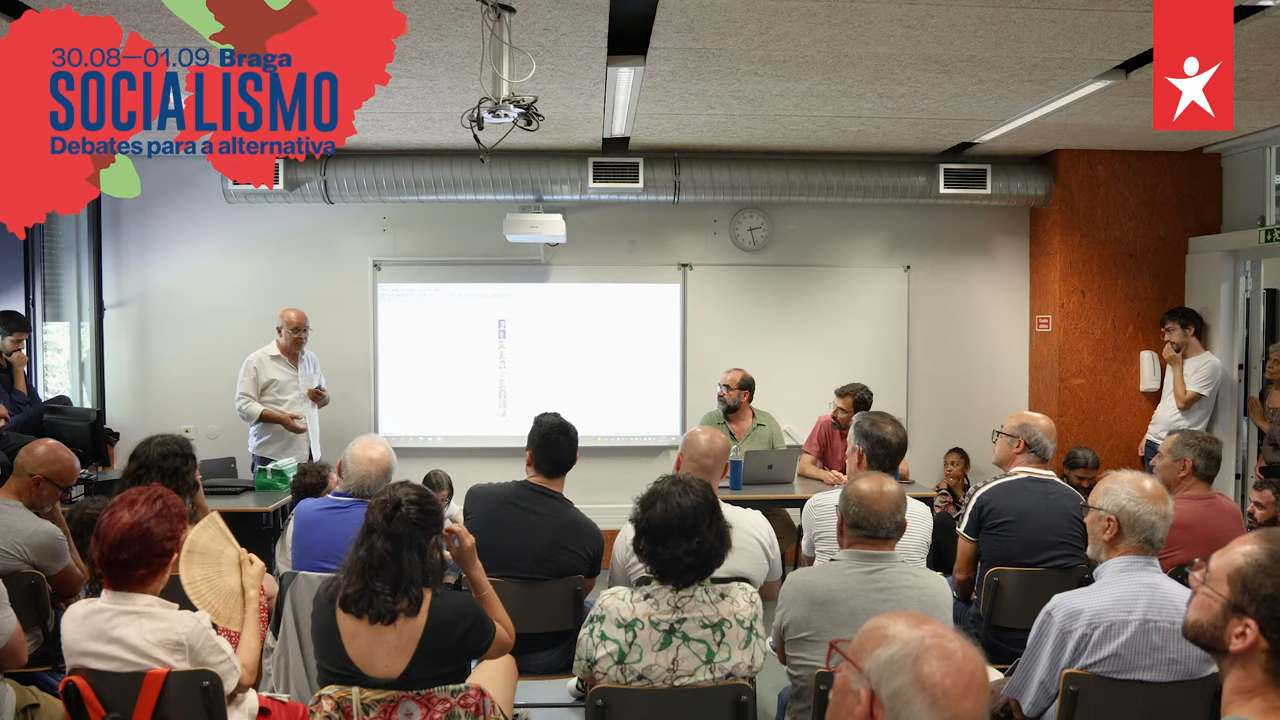 30.08—01.09 Braga
SOCIALISMO
Debates para a alternativa